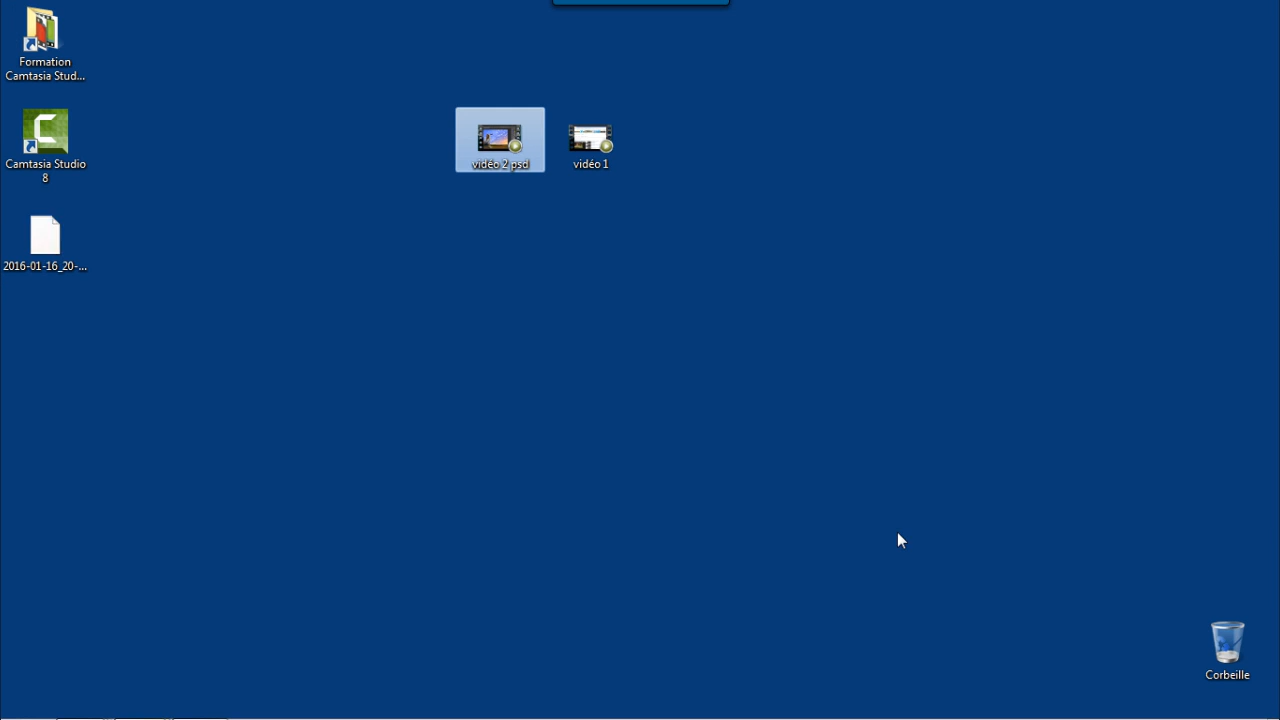 Formation
Camtasia Stud...
Camtasia Studio
8
2016-01-16_20-...
vidéo 2 psd
vidéo 1
Corbeille